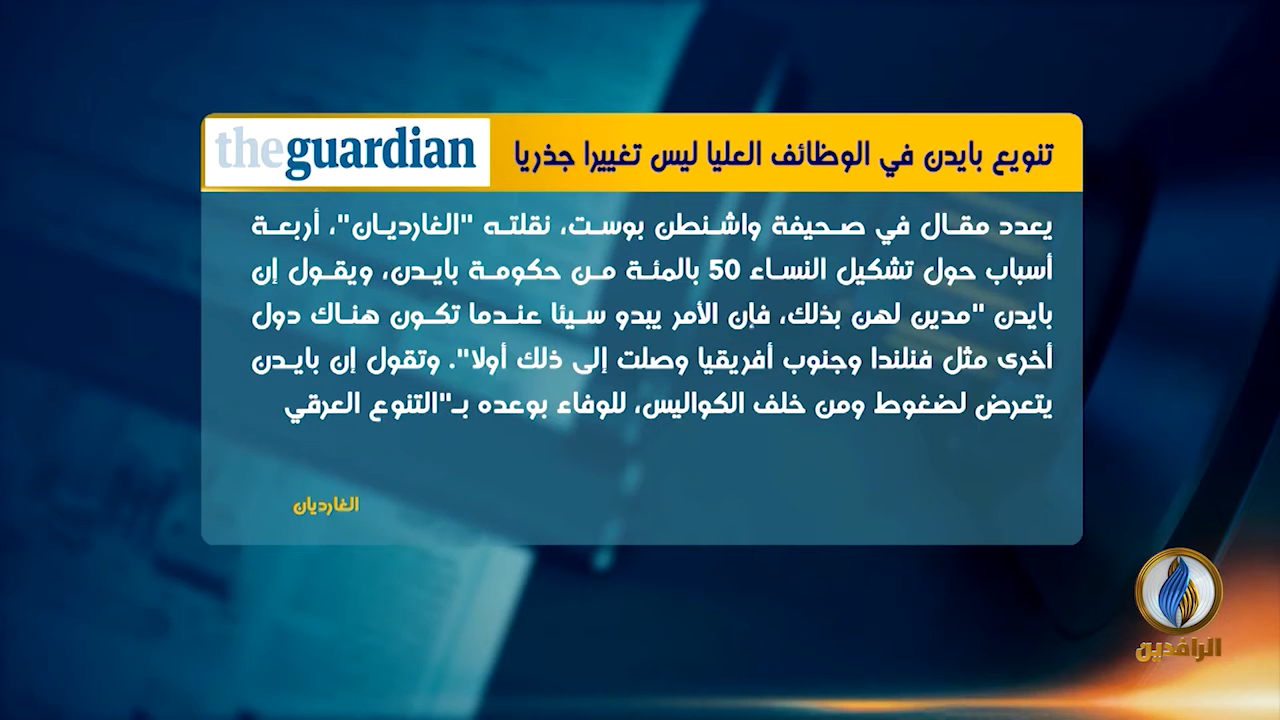 theguardian
تنويع بايدن في الوظائف العليا ليس تغييرا جذريا
يعدد مقال في صحيفة واشنطن بوست، نقلته "الغارديان"، أربعة
أسباب حول تشكيل النساء 50 بالمئة من حكومة بايدن، ويقول إن
بايدن "مدين لهن بذلك، فإن الأمر يبدو سيئا عندما تكون هناك دول
أخرى مثل فنلندا وجنوب أفريقيا وصلت إلى ذلك أولا". وتقول إن بايدن
يتعرض لضغوط ومن خلف الكواليس، للوفاء بوعده بـ"التنوع العرقي
الغارديان
الرافدين